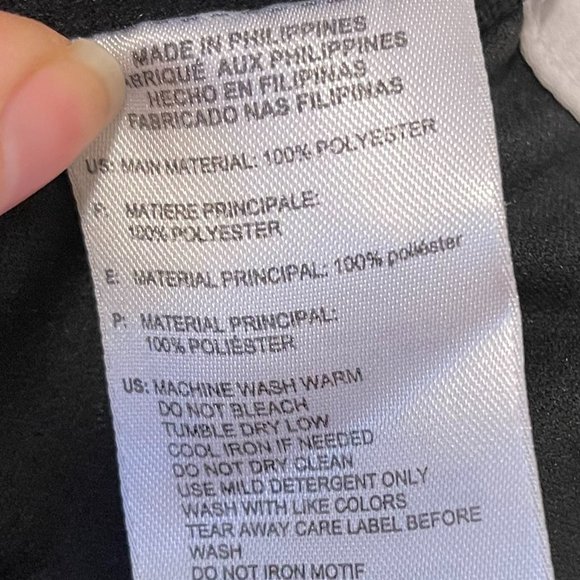 MADE IN PHILIPPINES
BRIQUÉ AUX PHILIPPINES
HECHO EN FILIPINAS
FABRICADO NAS FILIPINAS
US: MAIN MATERIAL: 100% POLYESTER
MATIERE PRINCIPALE:
100% POLYESTER
E: MATERIAL PRINCIPAL: 100% poliéster
P: MATERIAL PRINCIPAL:
100% POLIÉSTER
US: MACHINE WASH WARM
DO NOT BLEACH
TUMBLE DRY LOW
COOL IRON IF NEEDED
DO NOT DRY CLEAN
USE MILD DETERGENT ONLY
WASH WITH LIKE COLORS
TEAR AWAY CARE LABEL BEFORE
WASH
DO NOT IRON MOTIF